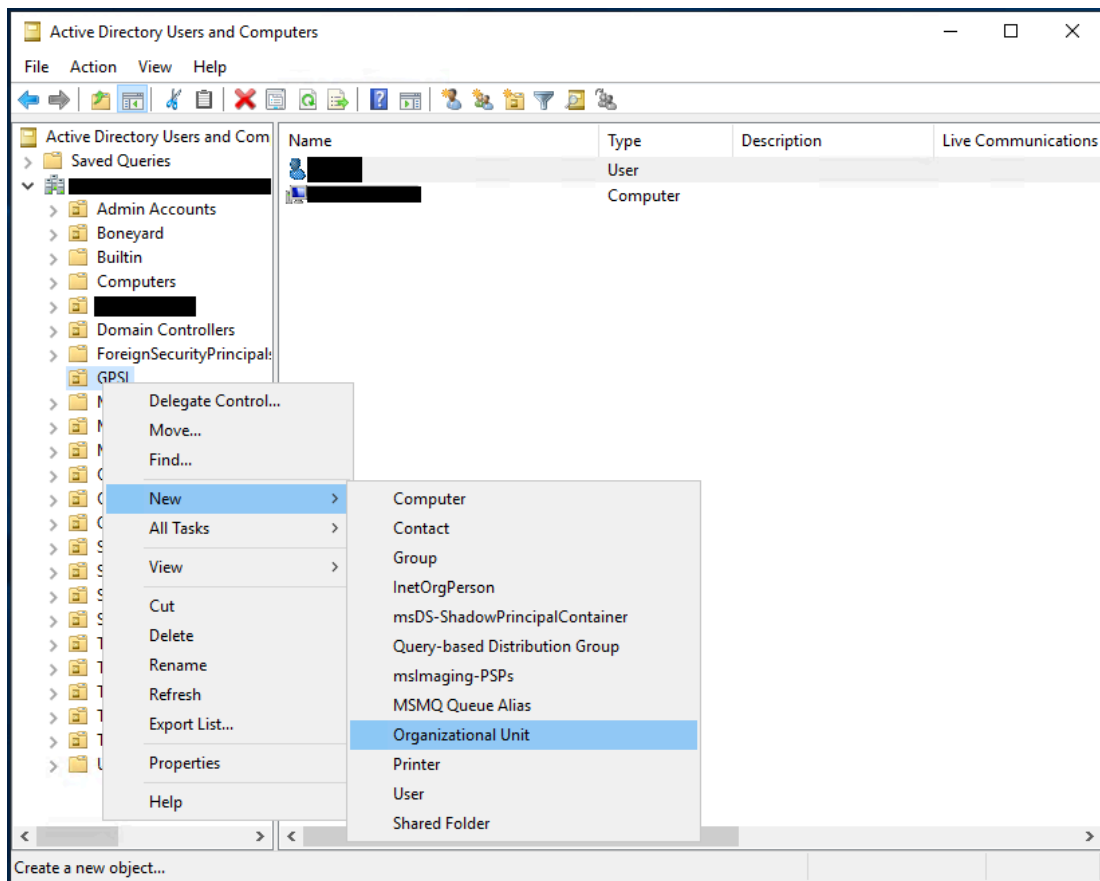 Active Directory Users and Computers
File Action View Help
Active Directory Users and Com
Name Type Description Live Communications
Saved Queries
User
Computer
Admin Accounts
Boneyard
Builtin
Computers
Domain Controllers
ForeignSecurityPrincipal
GPSI
Delegate Control...
Move...
Find...
New
All Tasks
View
Cut
Delete
Rename
Refresh
Export List...
Properties
Help
Computer
Contact
Group
InetOrgPerson
msDS-ShadowPrincipalContainer
Query-based Distribution Group
msImaging-PSPs
MSMQ Queue Alias
Organizational Unit
Printer
User
Shared Folder
Create a new object...